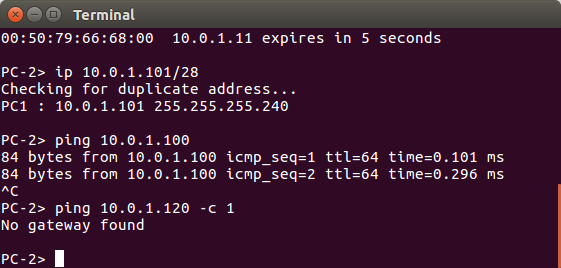 Terminal
00:50:79:66:68:00  10.0.1.11 expires in 5 seconds
PC-2> ip 10.0.1.101/28
Checking for duplicate address...
PC1 : 10.0.1.101 255.255.255.240
PC-2> ping 10.0.1.100
84 bytes from 10.0.1.100 icmp_seq=1 ttl=64 time=0.101 ms
84 bytes from 10.0.1.100 icmp_seq=2 ttl=64 time=0.296 ms
^C
PC-2> ping 10.0.1.120 -c 1
No gateway found
PC-2>